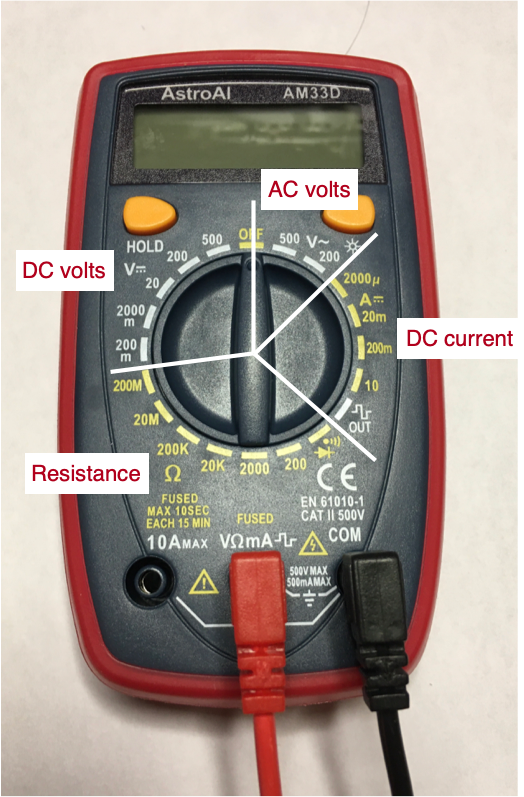 AstroAI AM33D
AC volts
HOLD
DC volts
V⎓
200
m
2000
m
20
200
500
OFF
500
V~
200
2000µ
A⎓
20m
200m
10
DC current
OUT
200M
20M
200K
20K
2000
200
Ω
Resistance
CE
FUSED
MAX 10SEC
EACH 15 MIN
10AMAX
FUSED
VΩmA
EN 61010-1
CAT II 500V
COM
500V MAX
500mAMAX